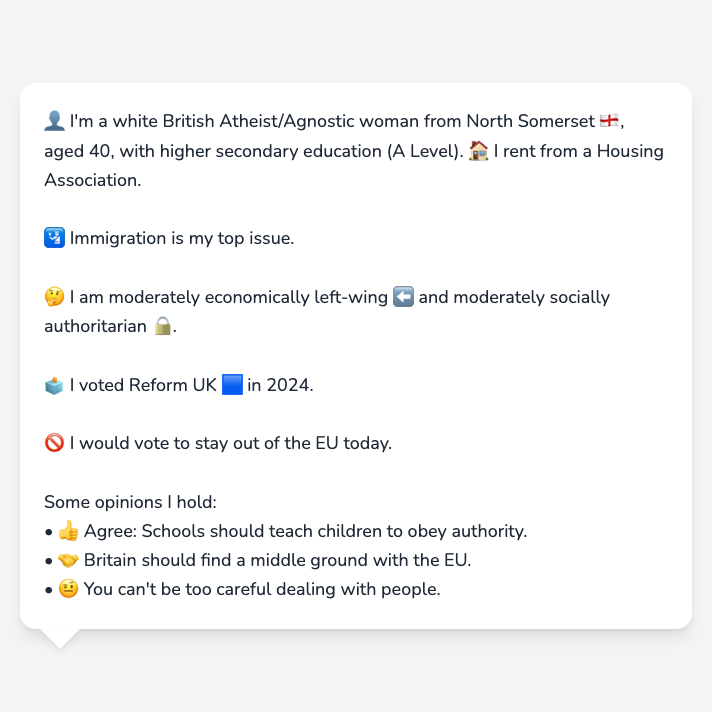 👤 I'm a white British Atheist/Agnostic woman from North Somerset 🏴󠁧󠁢󠁥󠁮󠁧󠁿,
aged 40, with higher secondary education (A Level). 🏠 I rent from a Housing
Association.
🛂 Immigration is my top issue.
🤔 I am moderately economically left-wing ⬅️ and moderately socially
authoritarian 🔒.
🗳️ I voted Reform UK 🟦 in 2024.
🚫 I would vote to stay out of the EU today.
Some opinions I hold:
• 👍 Agree: Schools should teach children to obey authority.
• 🤝 Britain should find a middle ground with the EU.
• 🤨 You can't be too careful dealing with people.